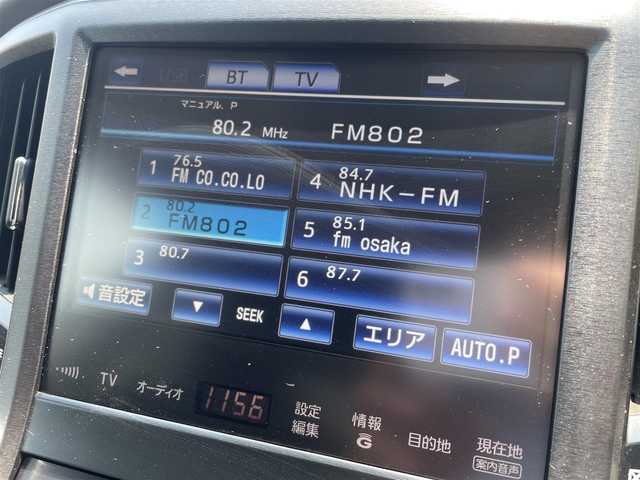 USB
BT
TV
マニュアル. P
80.2 MHz FM802
1 76.5 FM CO.CO.LO
2 80.2 FM802
3 80.7
4 84.7 NHK-FM
5 85.1 fm osaka
6 87.7
音設定
▼ SEEK ▲
エリア
AUTO.P
TV
オーディオ
11:56
設定
編集
情報
G
目的地
現在地
案内音声